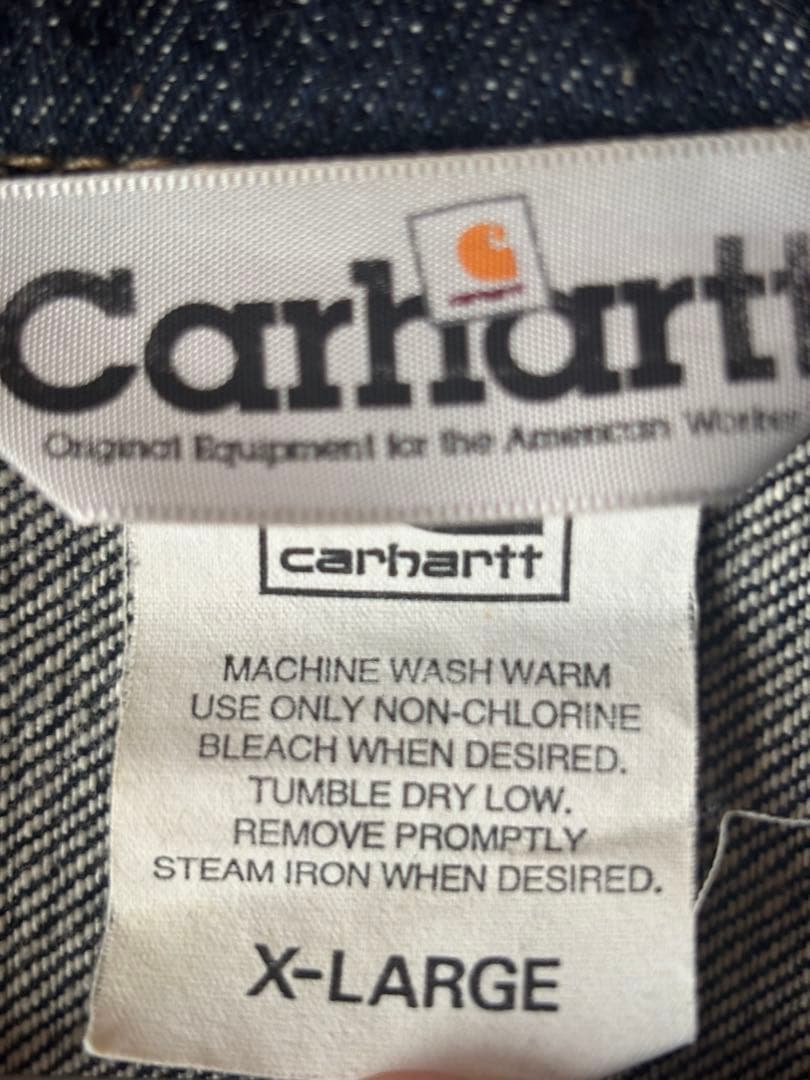 Carhartt
Original Equipment for the American Worker
carhartt
MACHINE WASH WARM
USE ONLY NON-CHLORINE
BLEACH WHEN DESIRED.
TUMBLE DRY LOW.
REMOVE PROMPTLY
STEAM IRON WHEN DESIRED.
X-LARGE